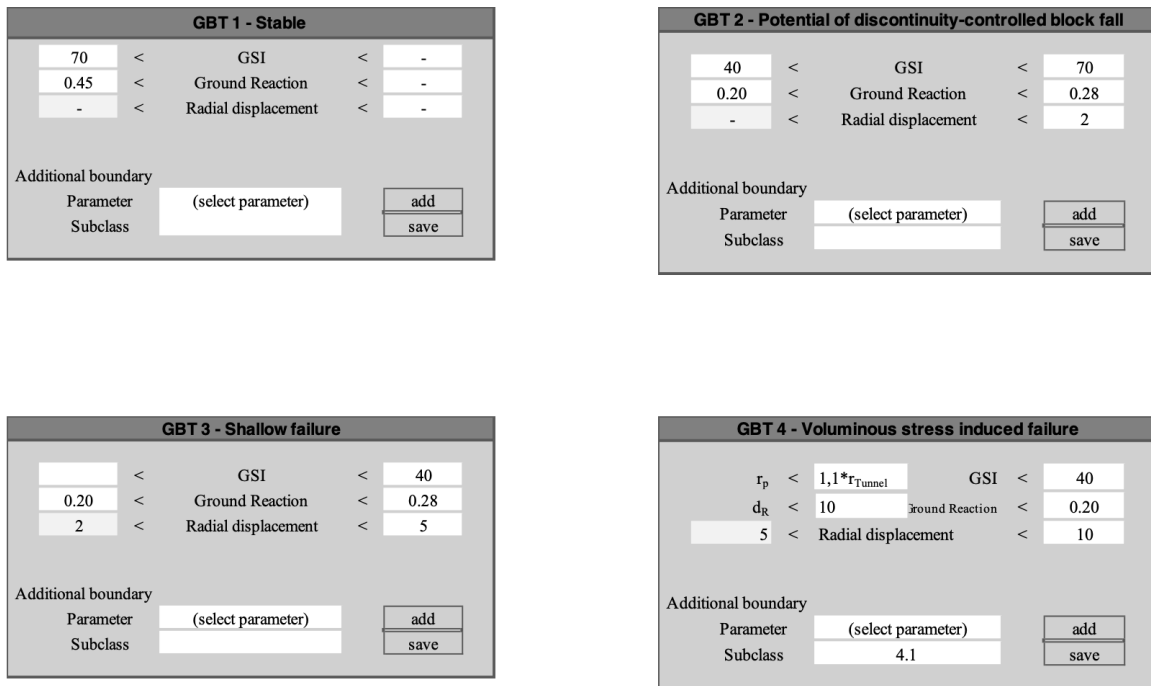 GBT 1 - Stable
70 < GSI < -
0.45 < Ground Reaction < -
- < Radial displacement < -
Additional boundary
Parameter (select parameter) add
Subclass save
GBT 2 - Potential of discontinuity-controlled block fall
40 < GSI < 70
0.20 < Ground Reaction < 0.28
- < Radial displacement < 2
Additional boundary
Parameter (select parameter) add
Subclass save
GBT 3 - Shallow failure
< GSI < 40
0.20 < Ground Reaction < 0.28
2 < Radial displacement < 5
Additional boundary
Parameter (select parameter) add
Subclass save
GBT 4 - Voluminous stress induced failure
rp < 1,1*rTunnel GSI < 40
dR < 10 Ground Reaction < 0.20
5 < Radial displacement < 10
Additional boundary
Parameter (select parameter) add
Subclass 4.1 save